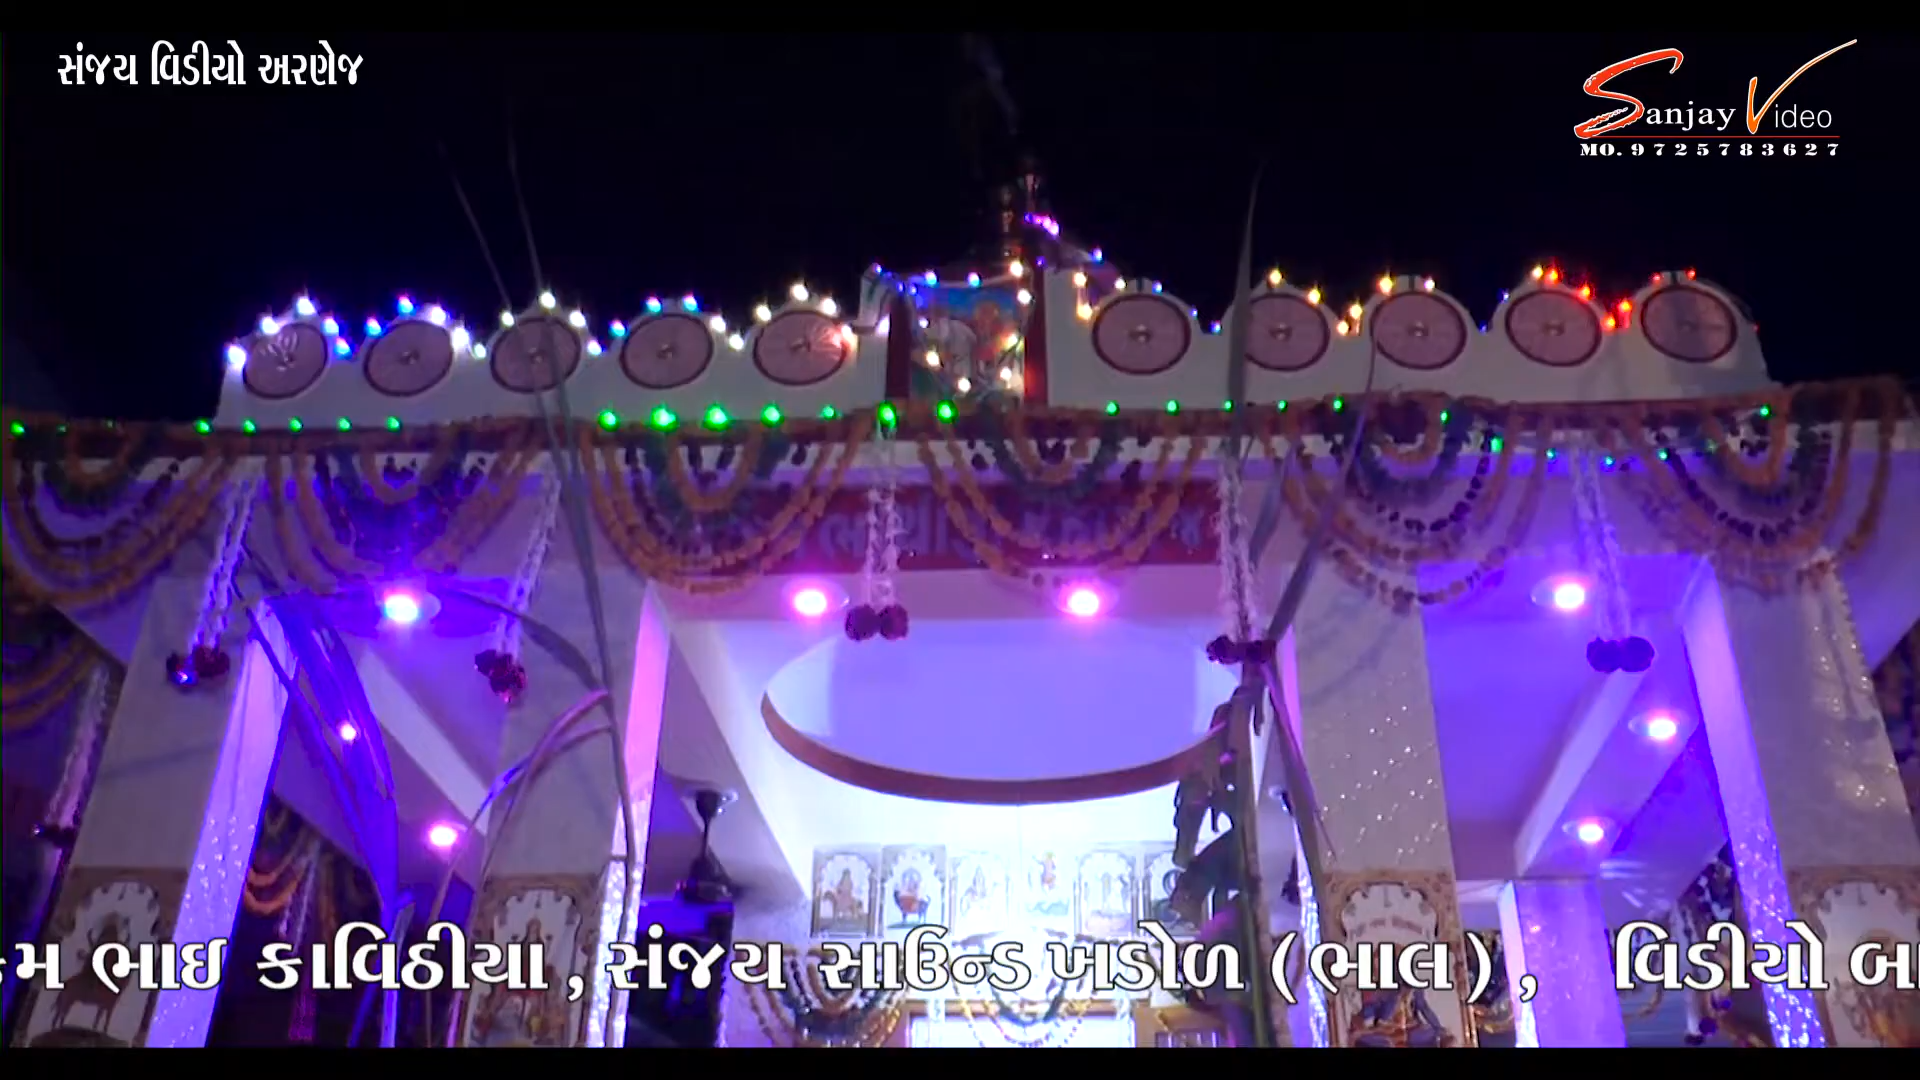 સંજય વિડીયો અરણેજ
Sanjay Video
MO. 9725783627
મ ભાઇ કાવિઠીયા , સંજય સાઉન્ડ ખડોળ ( ભાલ ) , વિડીયો બા